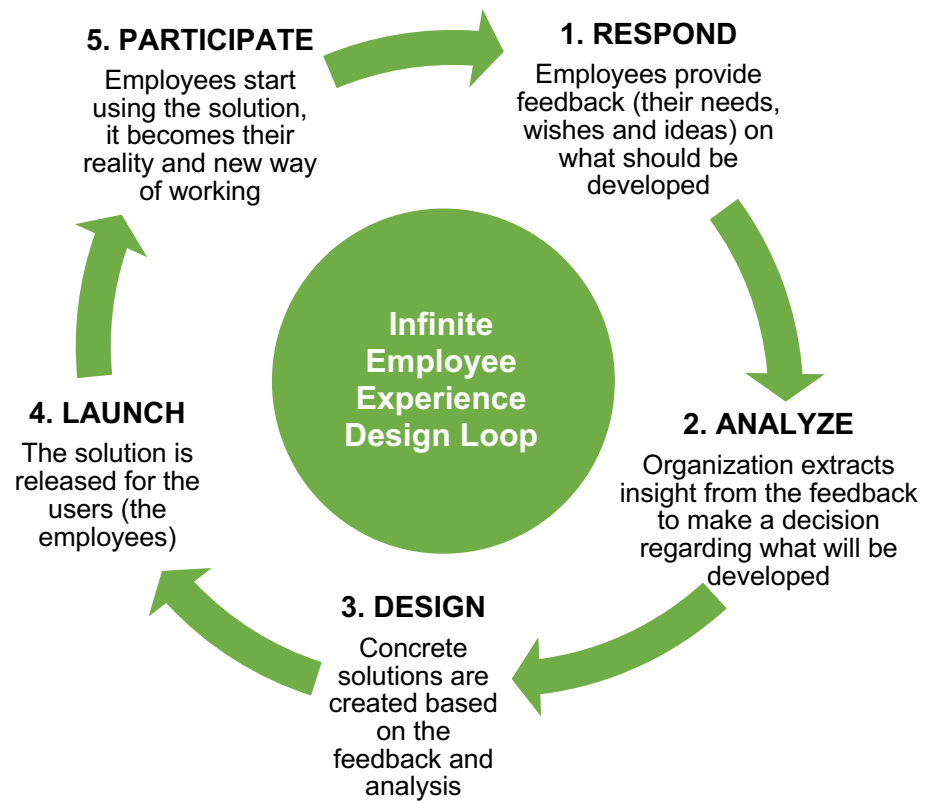 1. RESPOND
Employees provide
feedback (their needs,
wishes and ideas) on
what should be
developed
2. ANALYZE
Organization extracts
insight from the feedback
to make a decision
regarding what will be
developed
3. DESIGN
Concrete
solutions are
created based
on the
feedback and
analysis
4. LAUNCH
The solution is
released for the
users (the
employees)
5. PARTICIPATE
Employees start
using the solution,
it becomes their
reality and new way
of working
Infinite
Employee
Experience
Design Loop